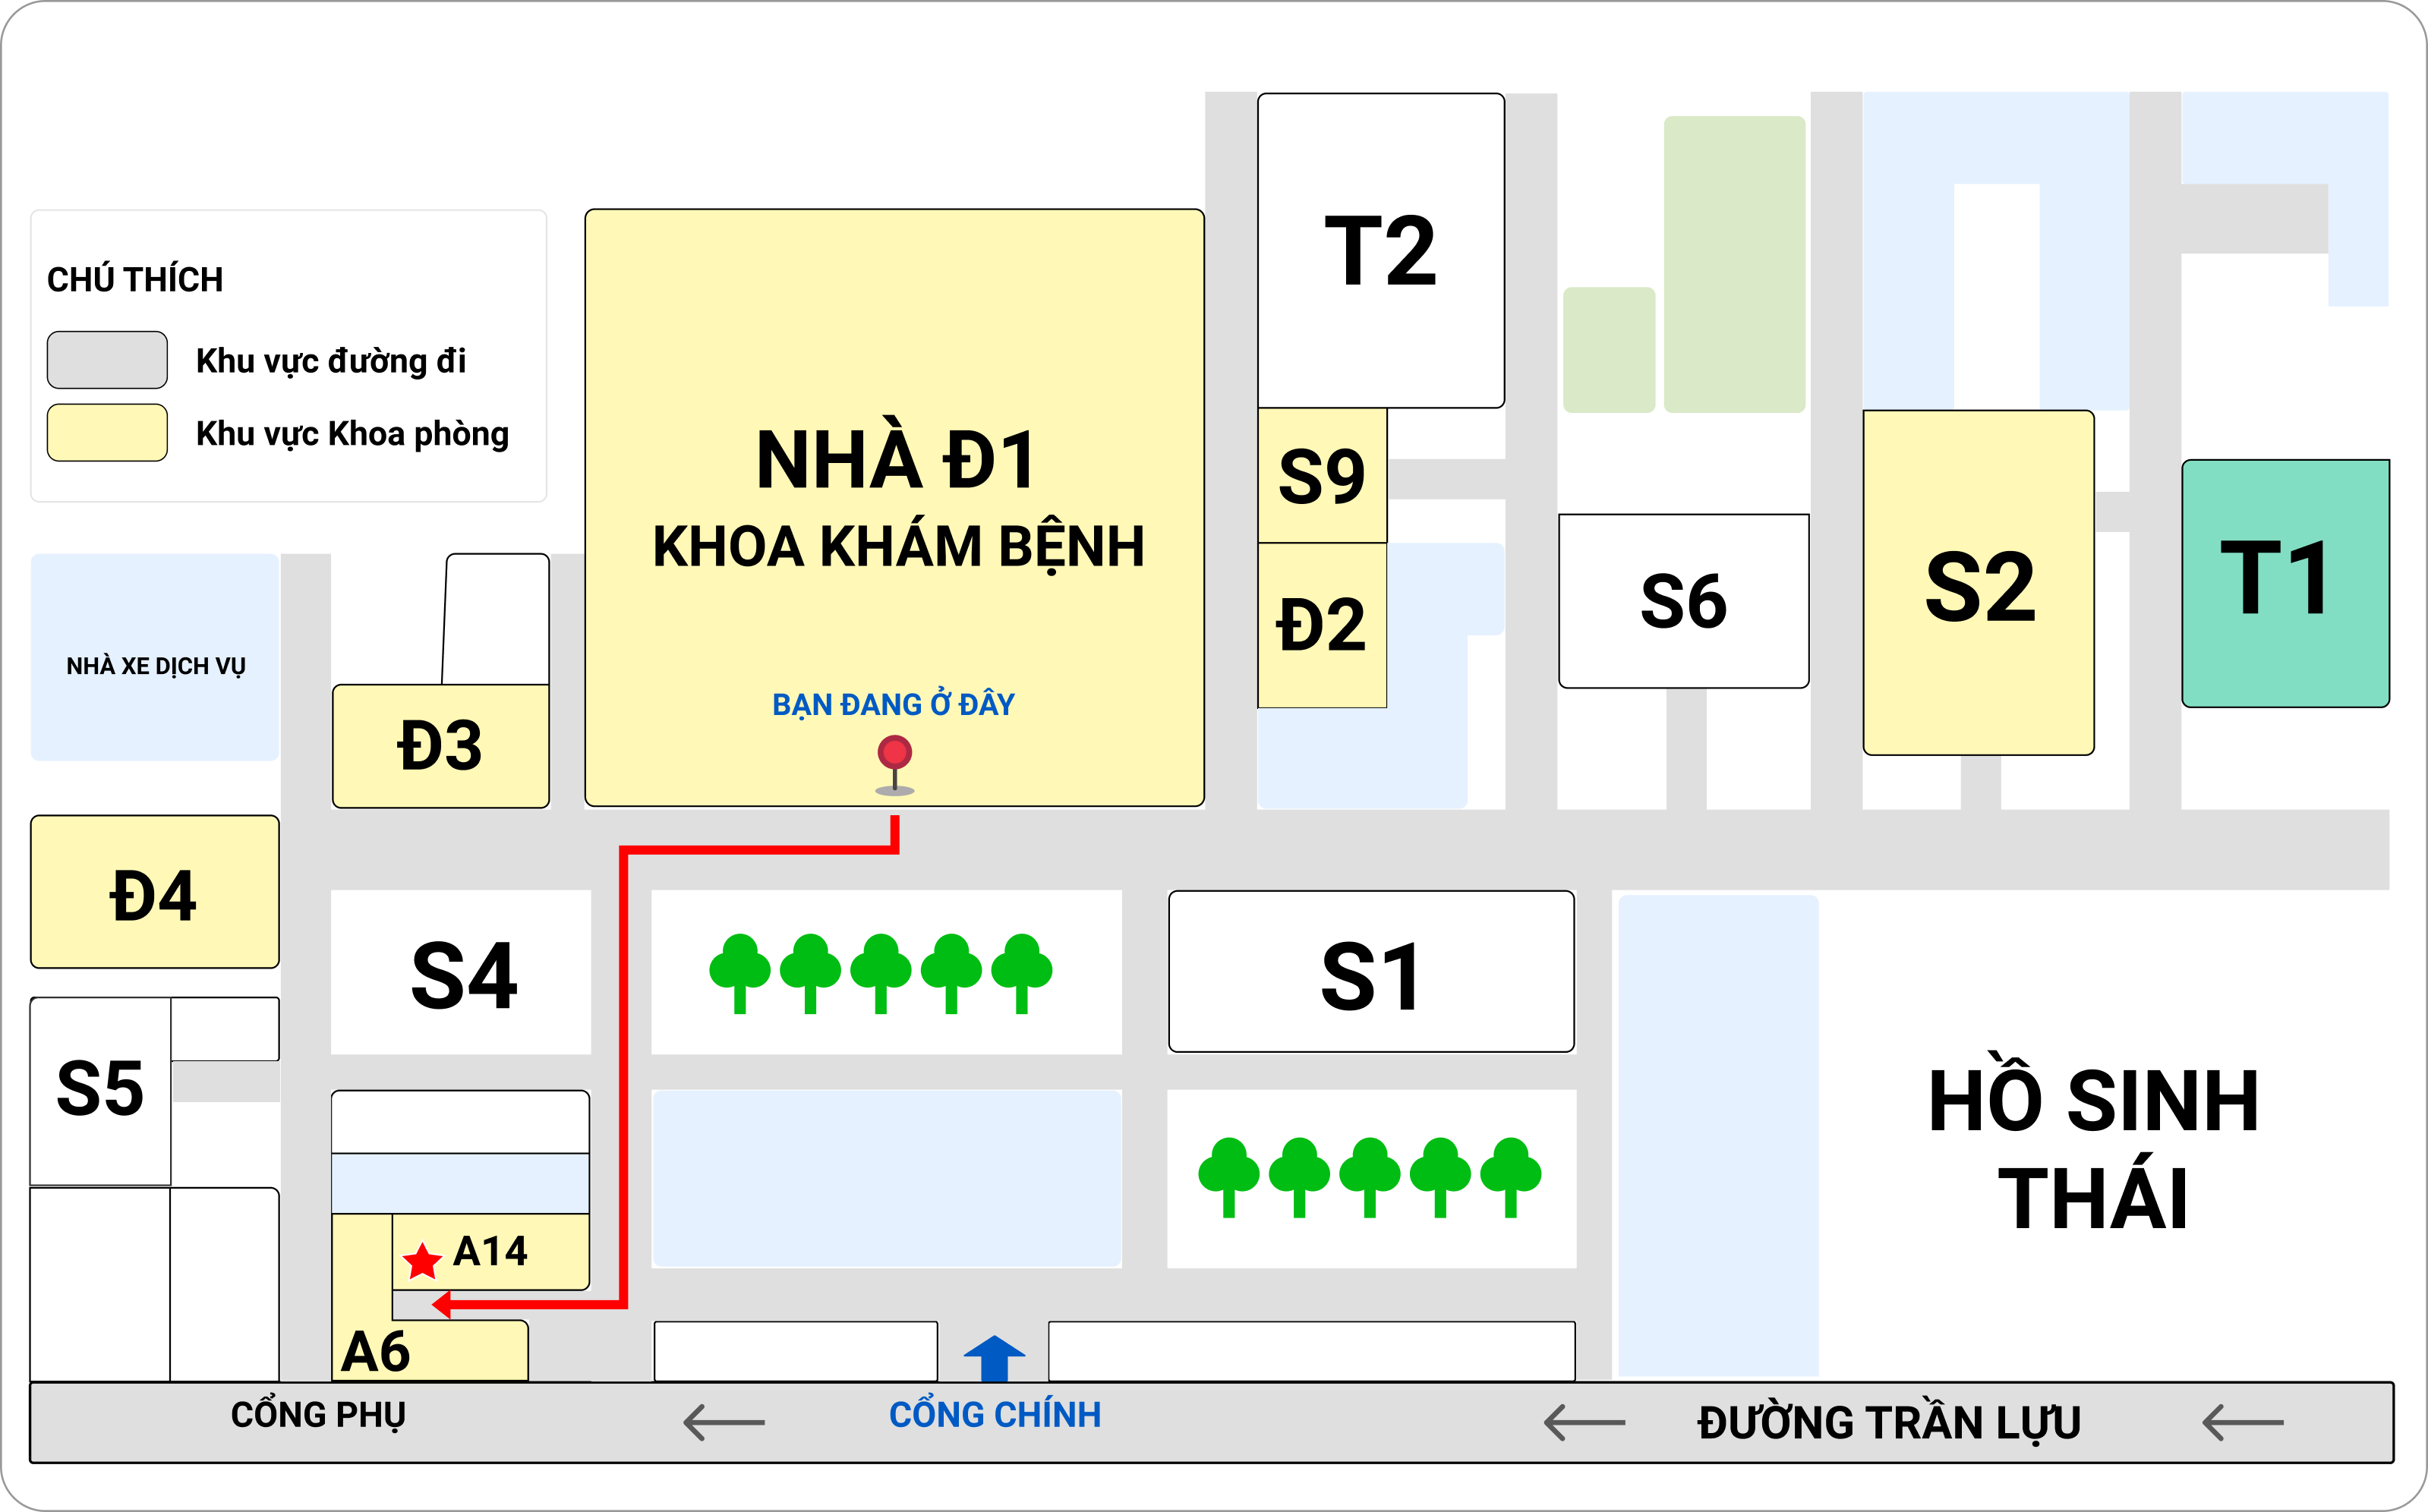 CHÚ THÍCH
Khu vực đường đi
Khu vực Khoa phòng
NHÀ Đ1
KHOA KHÁM BỆNH
BẠN ĐANG Ở ĐÂY
T2
S9
Đ2
S6
S2
T1
NHÀ XE DỊCH VỤ
Đ3
Đ4
S4
S1
S5
HỒ SINH
THÁI
A14
A6
CỔNG PHỤ
CỔNG CHÍNH
ĐƯỜNG TRẦN LỰU